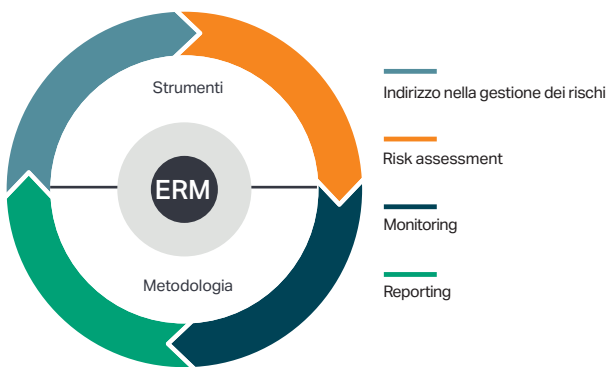 Strumenti
ERM
Metodologia
Indirizzo nella gestione dei rischi
Risk assessment
Monitoring
Reporting